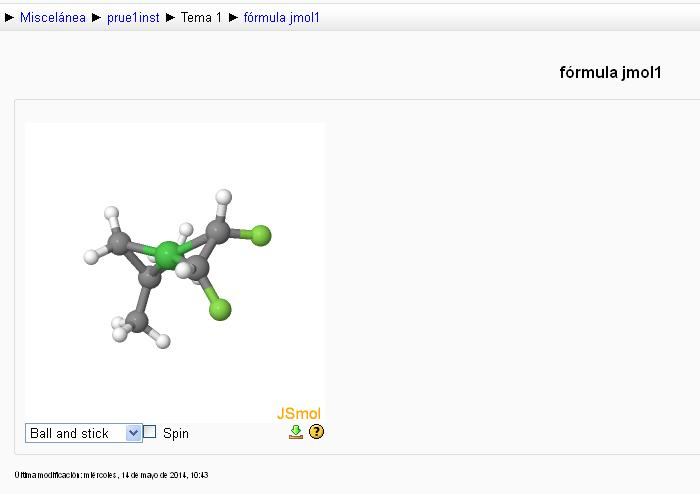 ► Miscelánea ► prue1inst ► Tema 1 ► fórmula jmol1
fórmula jmol1
JSmol
Ball and stick Spin ?
Última modificación: miércoles, 14 de mayo de 2014, 10:43